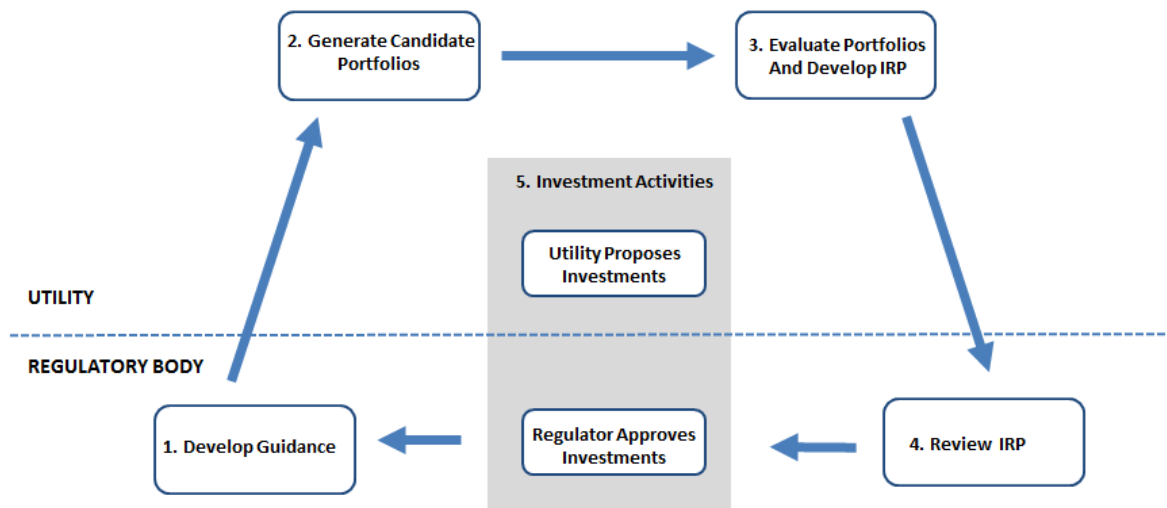 2. Generate Candidate
Portfolios
3. Evaluate Portfolios
And Develop IRP
5. Investment Activities
Utility Proposes
Investments
UTILITY
REGULATORY BODY
1. Develop Guidance
Regulator Approves
Investments
4. Review IRP